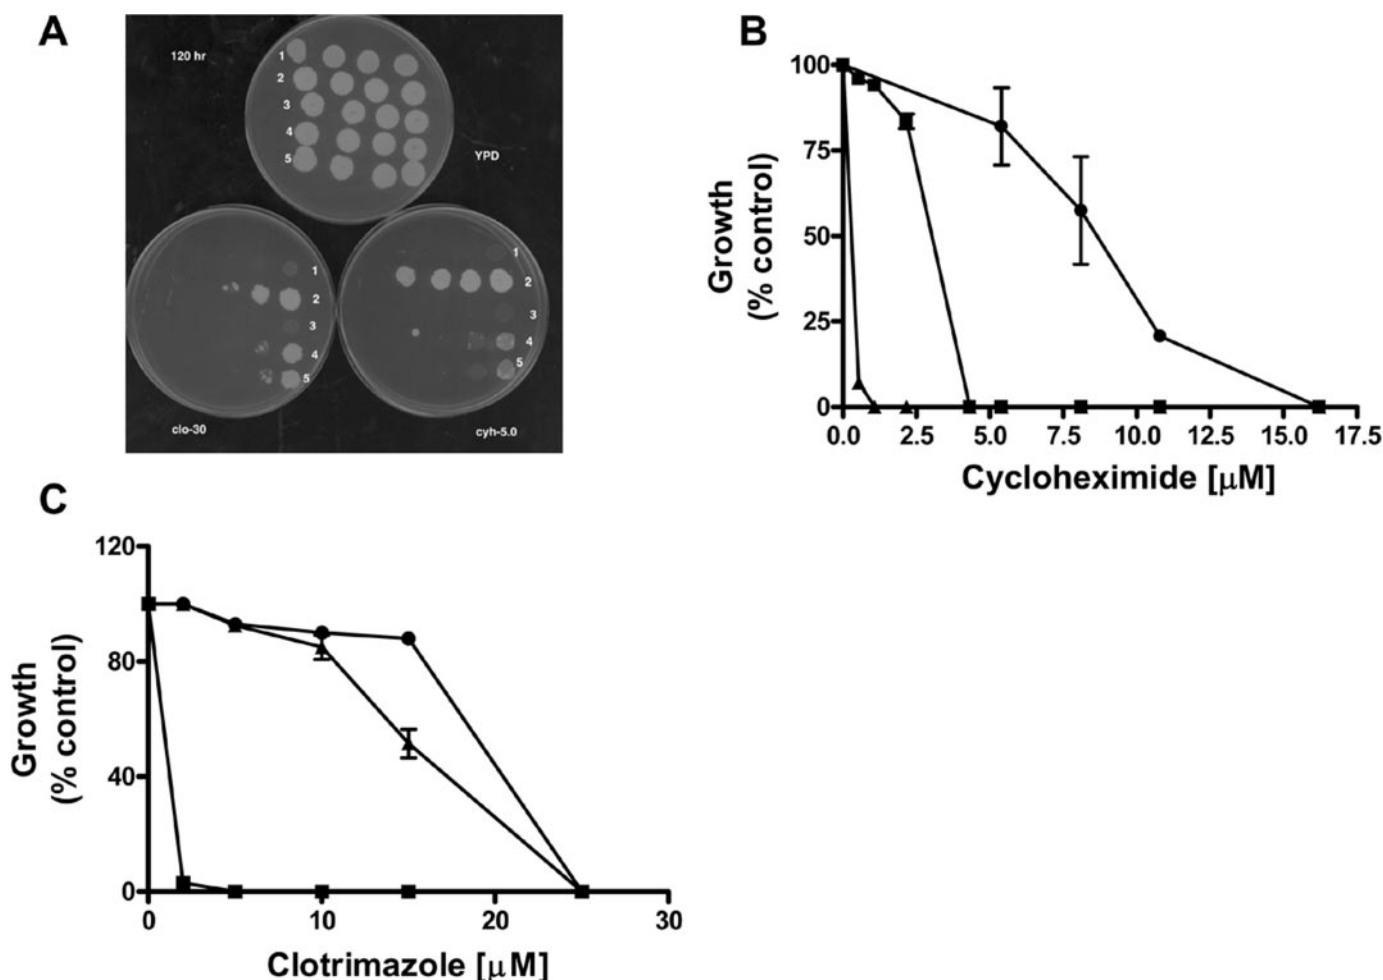 A
120 hr
1
2
3
4
5
YPD
1
2
3
4
5
clo-30
1
2
3
4
5
cyh-5.0
B
Growth
(% control)
100
75
50
25
0
0.0 2.5 5.0 7.5 10.0 12.5 15.0 17.5
Cycloheximide [μM]
C
Growth
(% control)
120
80
40
0
0 10 20 30
Clotrimazole [μM]